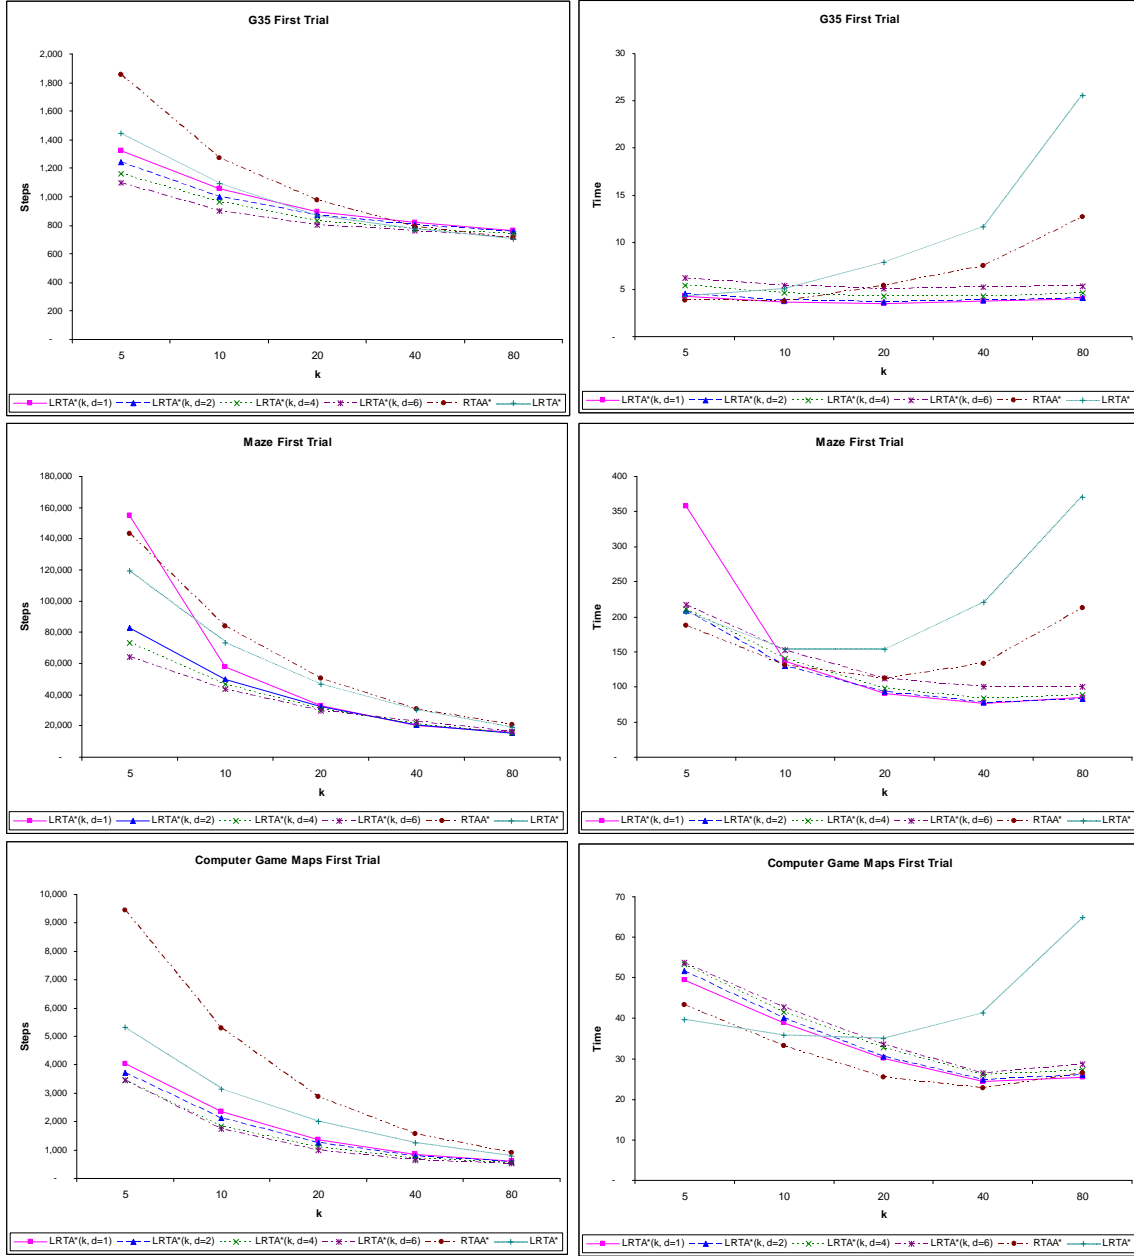 G35 First Trial
2,000
1,800
1,600
1,400
1,200
1,000
800
600
400
200
-
Steps
5 10 20 40 80
k
LRTA*(k, d=1) LRTA*(k, d=2) LRTA*(k, d=4) LRTA*(k, d=6) RTAA* LRTA*
G35 First Trial
30
25
20
15
10
5
-
Time
5 10 20 40 80
k
LRTA*(k, d=1) LRTA*(k, d=2) LRTA*(k, d=4) LRTA*(k, d=6) RTAA* LRTA*
Maze First Trial
180,000
160,000
140,000
120,000
100,000
80,000
60,000
40,000
20,000
-
Steps
5 10 20 40 80
k
LRTA*(k, d=1) LRTA*(k, d=2) LRTA*(k, d=4) LRTA*(k, d=6) RTAA* LRTA*
Maze First Trial
400
350
300
250
200
150
100
50
-
Time
5 10 20 40 80
k
LRTA*(k, d=1) LRTA*(k, d=2) LRTA*(k, d=4) LRTA*(k, d=6) RTAA* LRTA*
Computer Game Maps First Trial
10,000
9,000
8,000
7,000
6,000
5,000
4,000
3,000
2,000
1,000
-
Steps
5 10 20 40 80
k
LRTA*(k, d=1) LRTA*(k, d=2) LRTA*(k, d=4) LRTA*(k, d=6) RTAA* LRTA*
Computer Game Maps First Trial
70
60
50
40
30
20
10
-
Time
5 10 20 40 80
k
LRTA*(k, d=1) LRTA*(k, d=2) LRTA*(k, d=4) LRTA*(k, d=6) RTAA* LRTA*